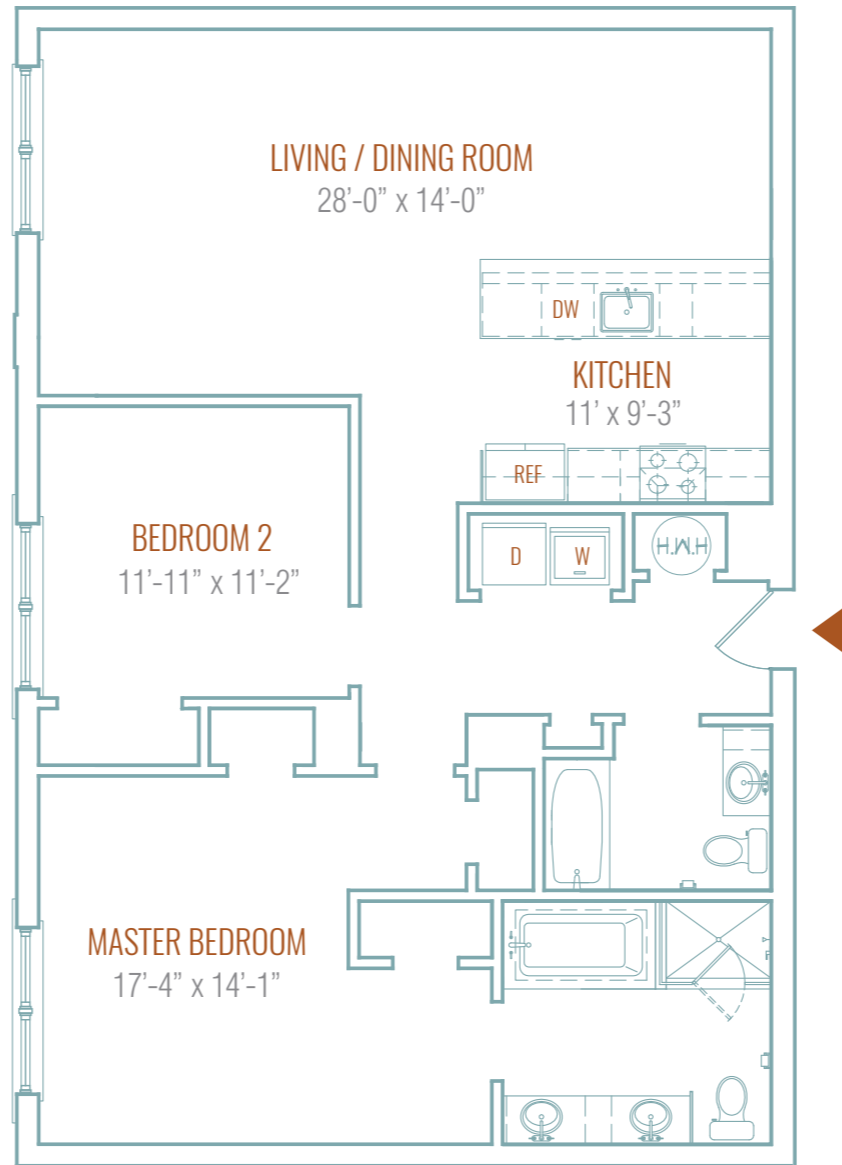 LIVING / DINING ROOM
28’-0” x 14’-0”
DW
KITCHEN
11’ x 9’-3”
REF
BEDROOM 2
11’-11” x 11’-2”
D
W
H.W.H
MASTER BEDROOM
17’-4” x 14’-1”